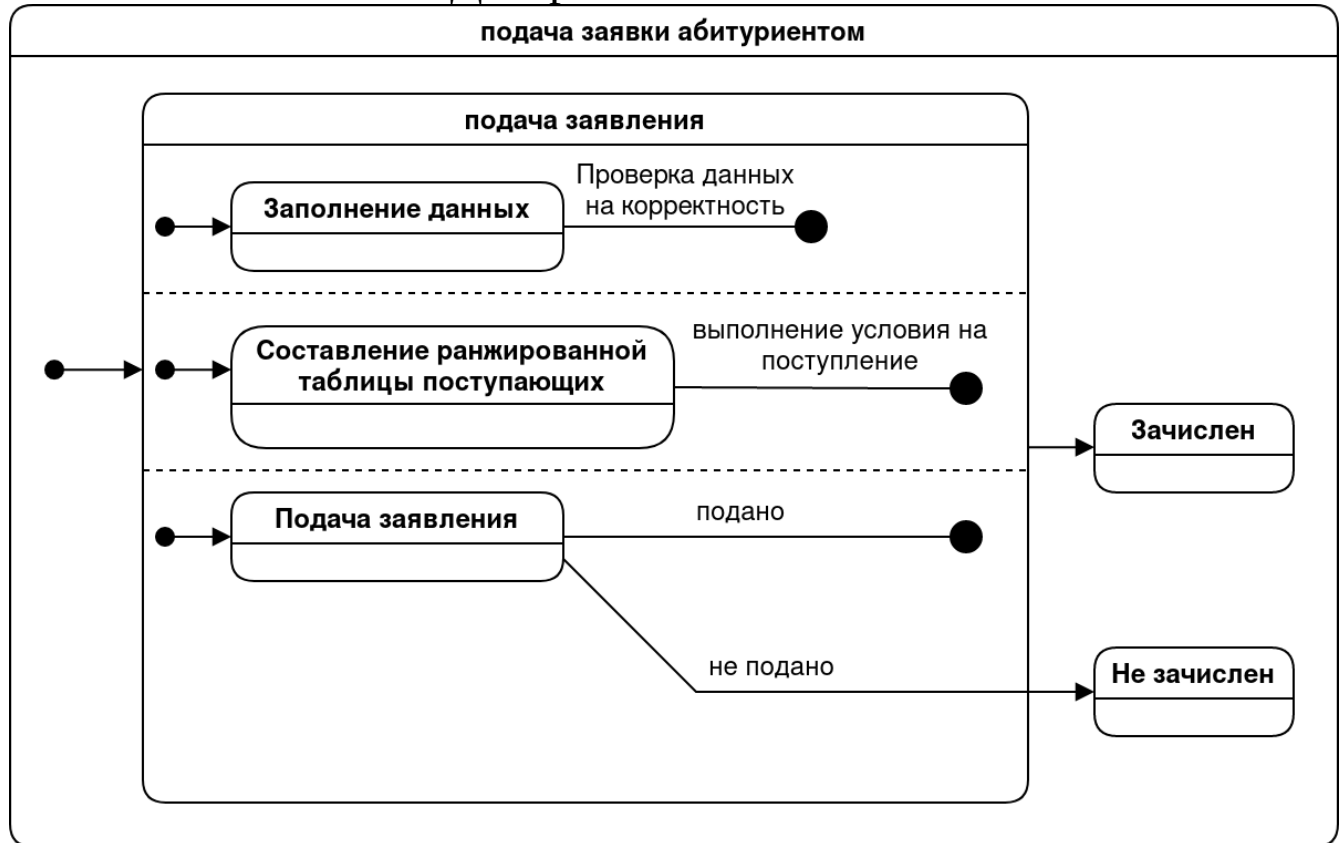 подача заявки абитуриентом
подача заявления
Проверка данных
на корректность
Заполнение данных
выполнение условия на
поступление
Составление ранжированной
таблицы поступающих
Зачислен
Подача заявления
подано
не подано
Не зачислен